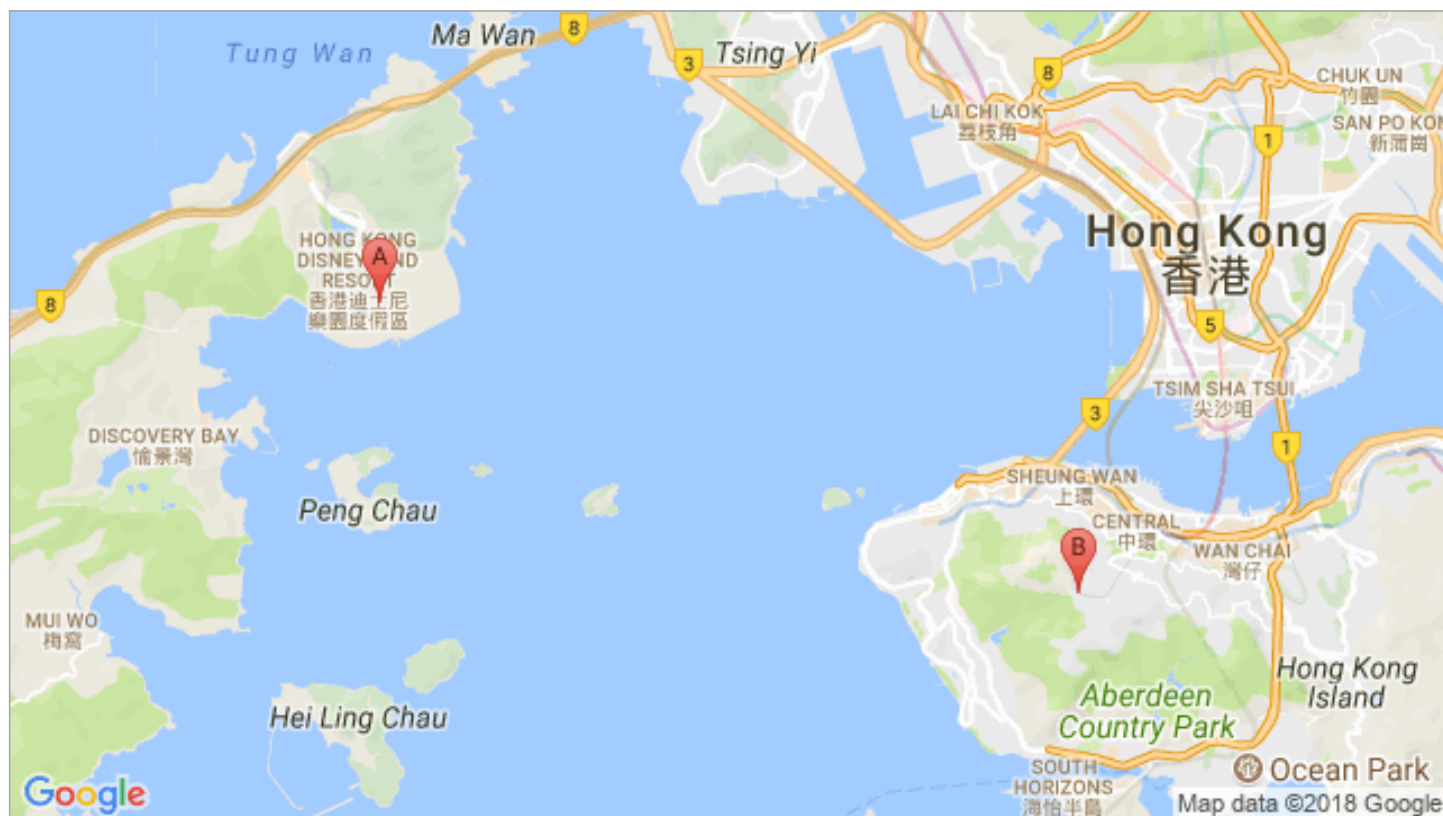 Tung Wan
Ma Wan
8
3
Tsing Yi
8
CHUK UN
竹園
LAI CHI KOK
荔枝角
1
SAN PO KON
新蒲崗
Hong Kong
香港
HONG KONG
DISNEYLAND
RESORT
香港迪士尼
樂園度假區
A
8
5
TSIM SHA TSUI
尖沙咀
3
1
DISCOVERY BAY
愉景灣
SHEUNG WAN
上環
Peng Chau
CENTRAL
中環
B
WAN CHAI
灣仔
MUI WO
梅窩
Hong Kong
Island
Hei Ling Chau
Aberdeen
Country Park
SOUTH
HORIZONS
海怡半島
Ocean Park
Google
Map data ©2018 Google